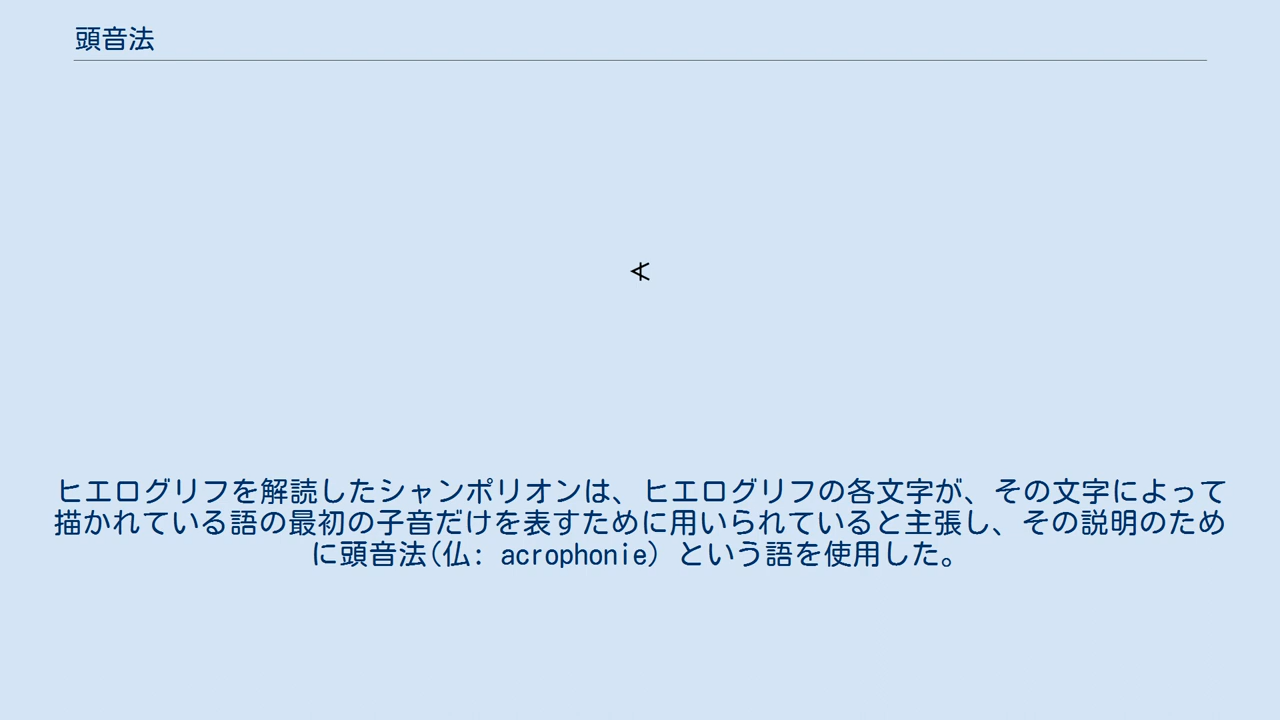 頭音法
𐤀
ヒエログリフを解読したシャンポリオンは、ヒエログリフの各文字が、その文字によって
描かれている語の最初の子音だけを表すために用いられていると主張し、その説明のため
に頭音法(仏: acrophonie) という語を使用した。